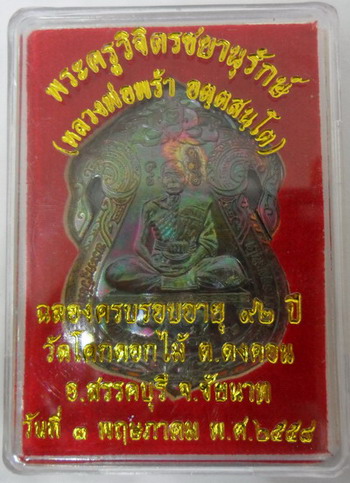 พระครูวิจิตรชยานุรักษ์
(หลวงพ่อพร้า อตฺตสนฺโต)
ฉลองครบรอบอายุ ๙๒ ปี
วัดโคกดอกไม้ ต.ดงคอน
อ.สรรคบุรี จ.ชัยนาท
วันที่ ๓ พฤษภาคม พ.ศ.๒๕๕๘